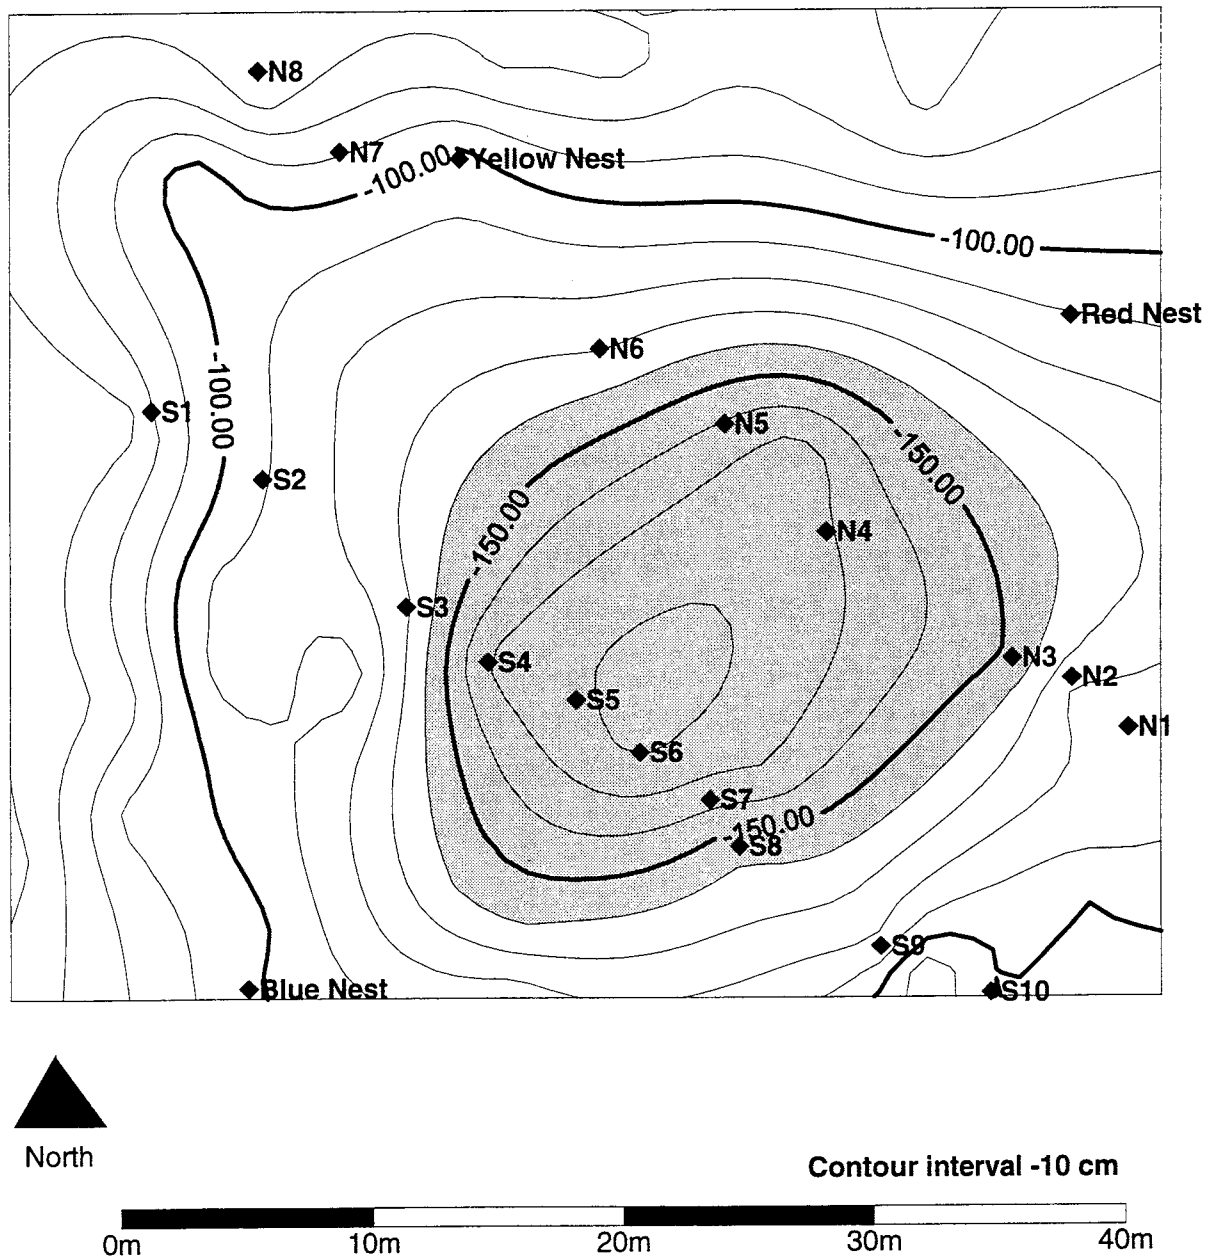 N8
N7
-100.00
Yellow Nest
-100.00
Red Nest
N6
-100.00
S1
N5
-150.00
S2
-150.00
N4
S3
N3
S4
N2
S5
N1
S6
S7
-150.00
S8
S9
Blue Nest
S10
North
Contour interval -10 cm
0m 10m 20m 30m 40m